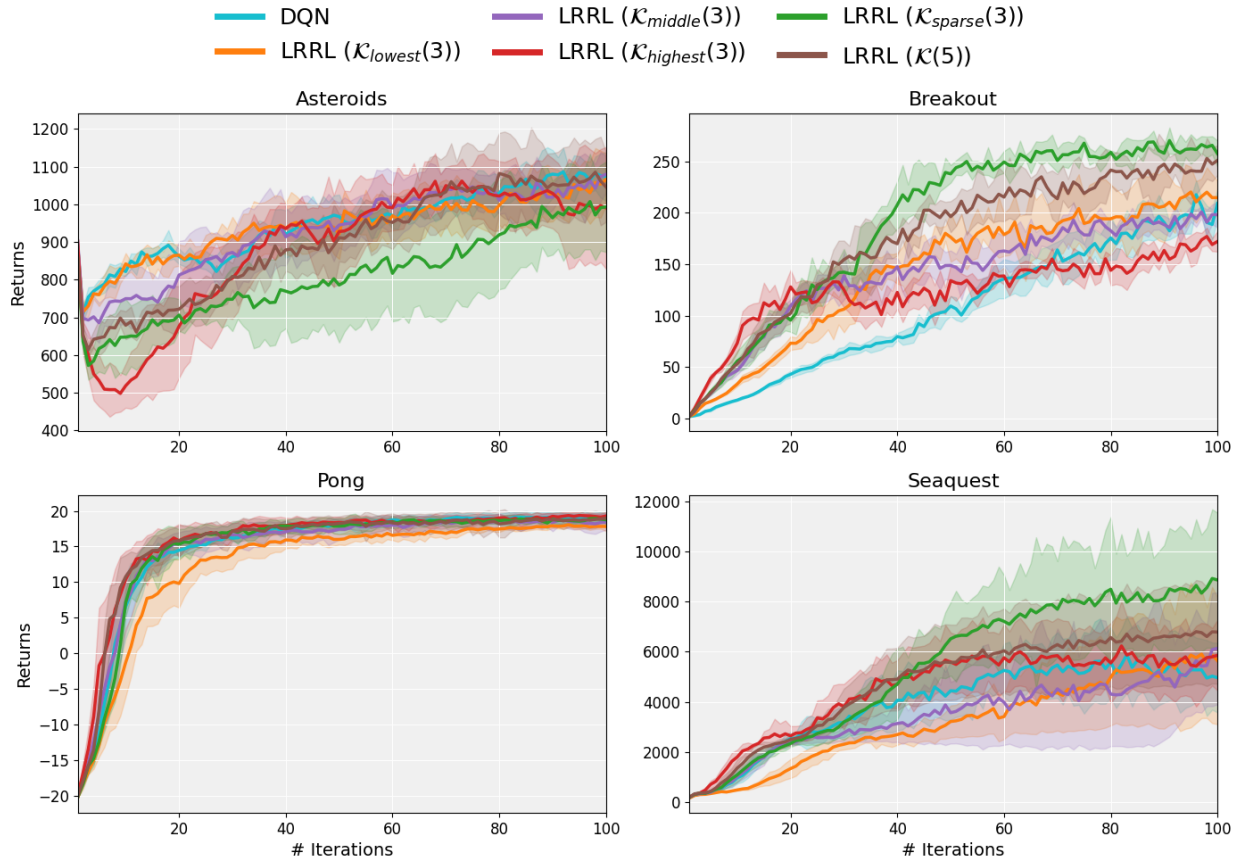 DQN
LRRL (𝒦middle(3))
LRRL (𝒦sparse(3))
LRRL (𝒦lowest(3))
LRRL (𝒦highest(3))
LRRL (𝒦(5))
Asteroids
Breakout
Returns
1200
1100
1000
900
800
700
600
500
400
20 40 60 80 100
250
200
150
100
50
0
20 40 60 80 100
Pong
Seaquest
Returns
20
15
10
5
0
−5
−10
−15
−20
20 40 60 80 100
# Iterations
12000
10000
8000
6000
4000
2000
0
20 40 60 80 100
# Iterations